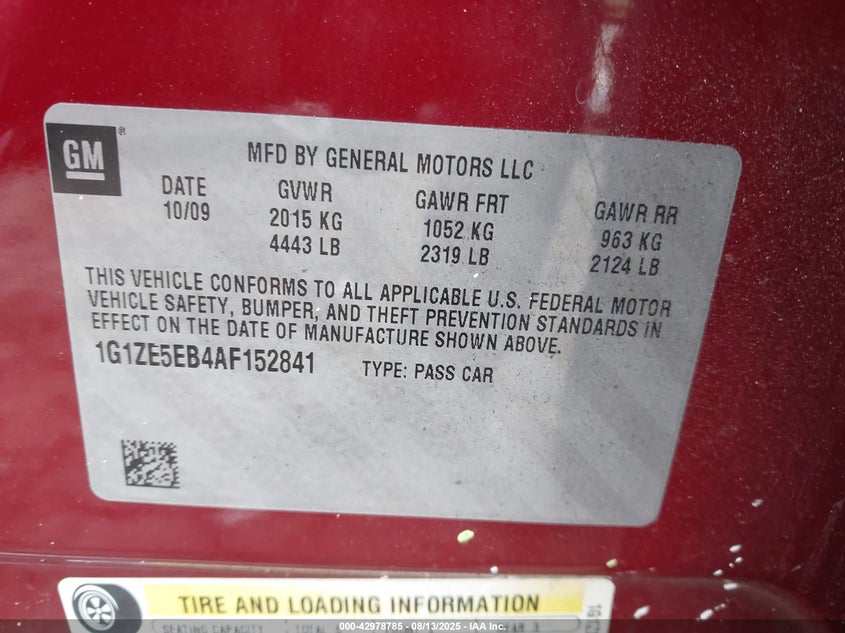 GM
®
MFD BY GENERAL MOTORS LLC
DATE GVWR GAWR FRT GAWR RR
10/09 2015 KG 1052 KG 963 KG
4443 LB 2319 LB 2124 LB
THIS VEHICLE CONFORMS TO ALL APPLICABLE U.S. FEDERAL MOTOR
VEHICLE SAFETY, BUMPER, AND THEFT PREVENTION STANDARDS IN
EFFECT ON THE DATE OF MANUFACTURE SHOWN ABOVE.
1G1ZE5EB4AF152841 TYPE: PASS CAR
TIRE AND LOADING INFORMATION
SEATING CAPACITY TOTAL
000-42978785 - 08/13/2025 - IAA Inc.